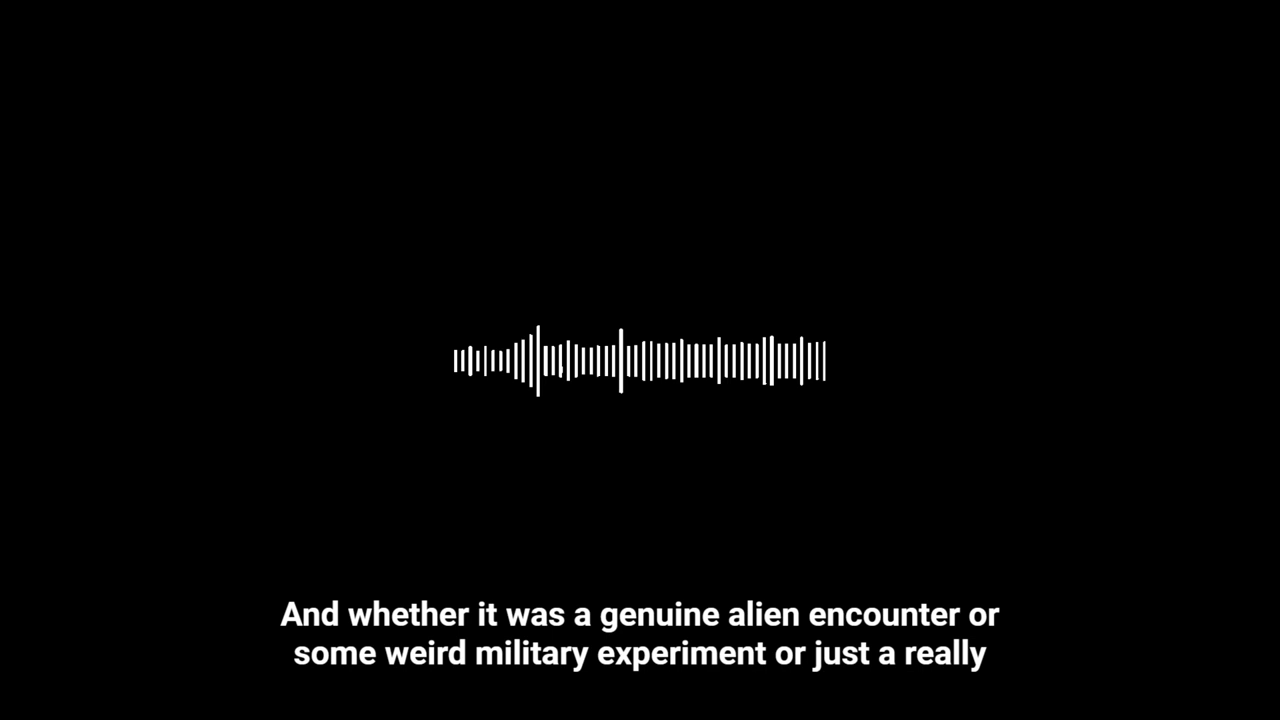 And whether it was a genuine alien encounter or
some weird military experiment or just a really